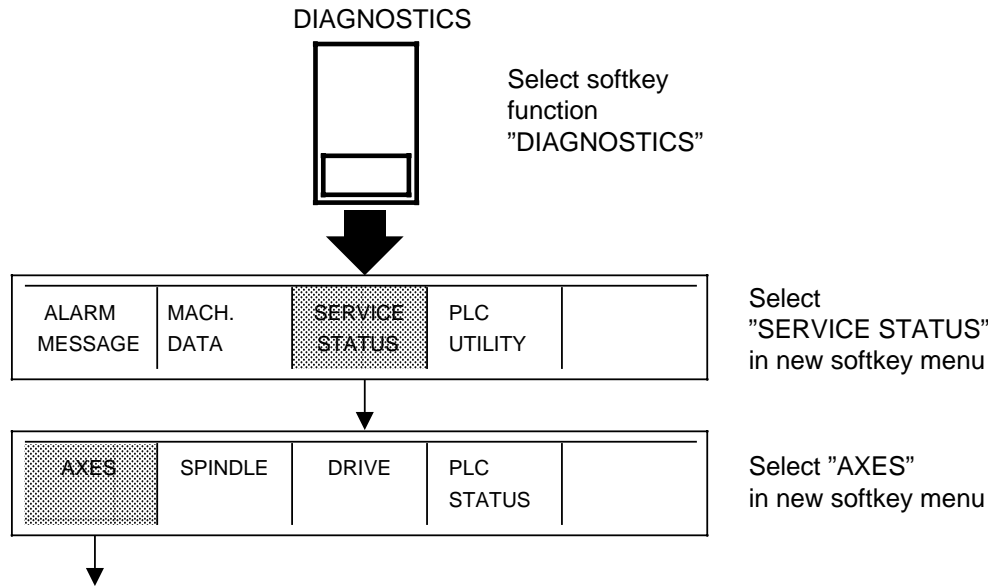 DIAGNOSTICS
Select softkey
function
”DIAGNOSTICS”
ALARM
MESSAGE
MACH.
DATA
SERVICE
STATUS
PLC
UTILITY
Select
”SERVICE STATUS”
in new softkey menu
AXES
SPINDLE
DRIVE
PLC
STATUS
Select ”AXES”
in new softkey menu